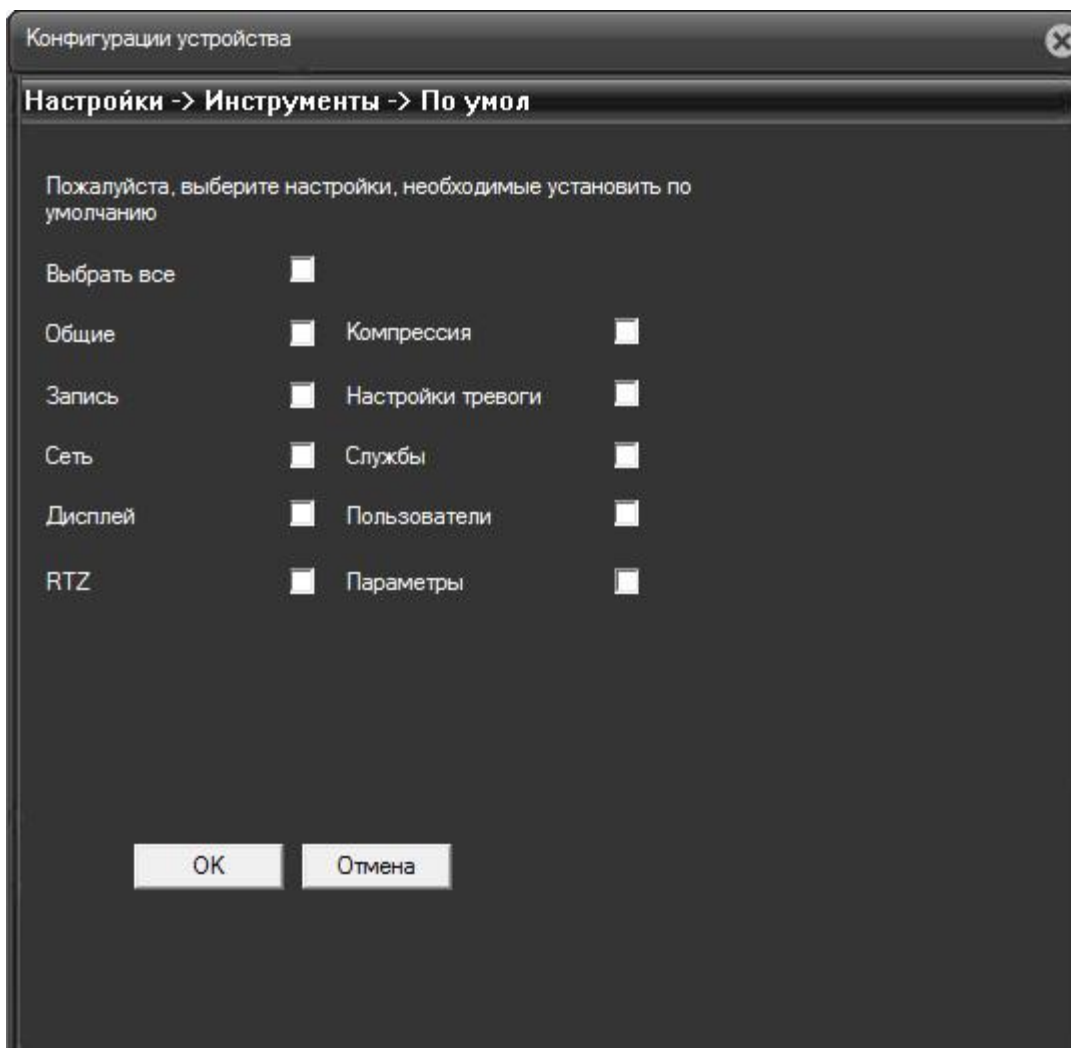 Конфигурации устройства
Настройки -> Инструменты -> По умол
Пожалуйста, выберите настройки, необходимые установить по
умолчанию
Выбрать все
Общие Компрессия
Запись Настройки тревоги
Сеть Службы
Дисплей Пользователи
RTZ Параметры
OK Отмена